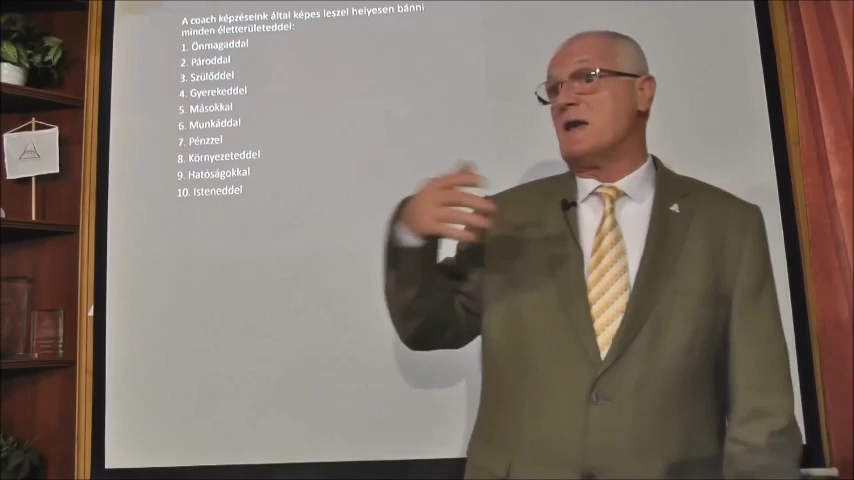 A coach képzéseink által képes leszel helyesen bánni
minden életterületeddel:
1. Önmagaddal
2. Pároddal
3. Szülőddel
4. Gyerekeddel
5. Másokkal
6. Munkáddal
7. Pénzzel
8. Környezeteddel
9. Hatóságokkal
10. Isteneddel